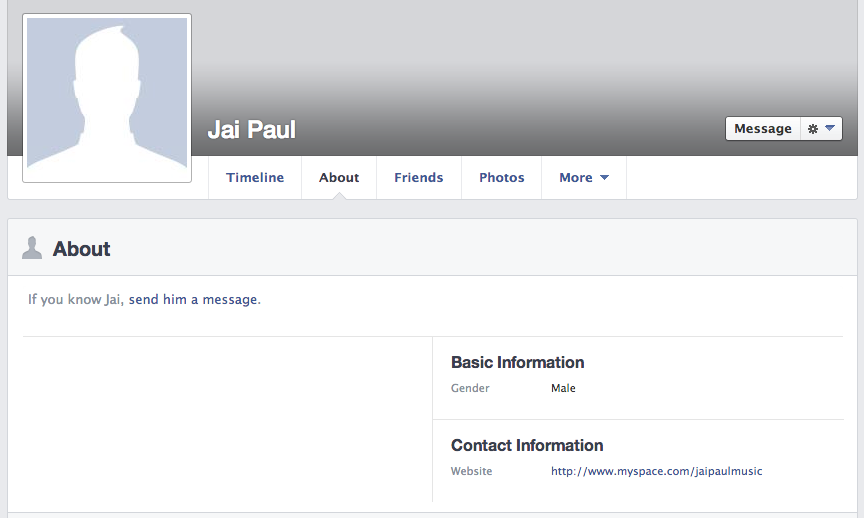 Jai Paul
Message
Timeline About Friends Photos More
About
If you know Jai, send him a message.
Basic Information
Gender Male
Contact Information
Website http://www.myspace.com/jaipaulmusic